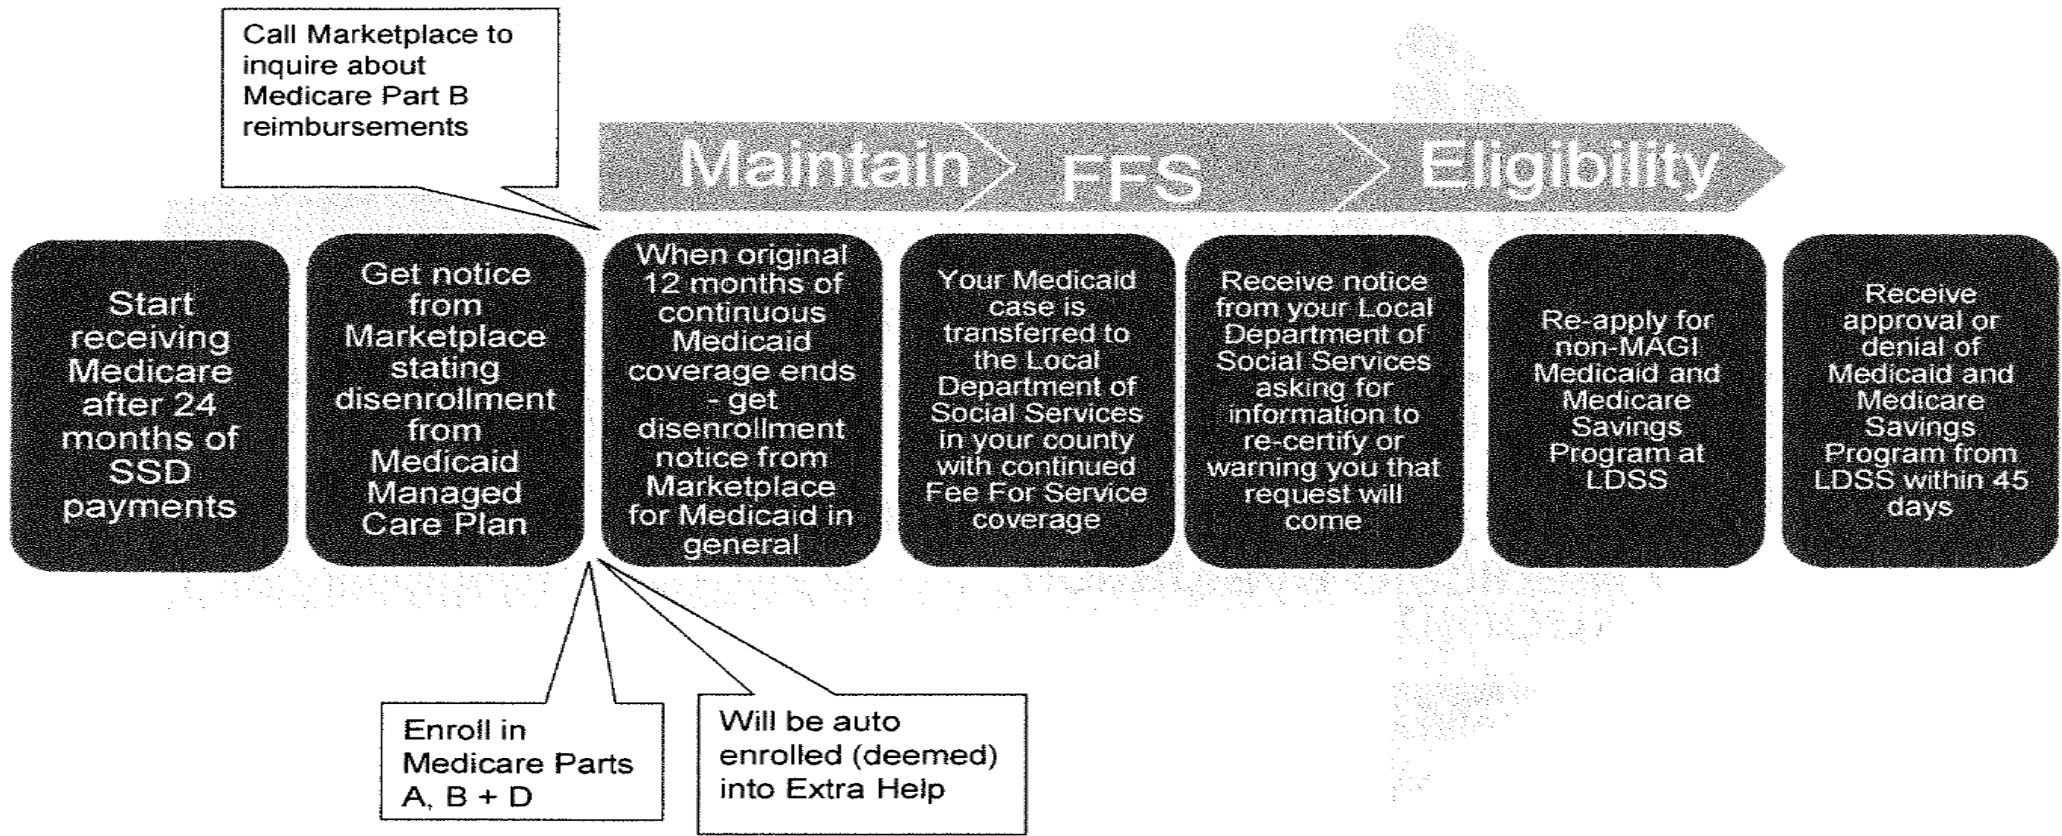 Call Marketplace to
inquire about
Medicare Part B
reimbursements
Maintain
FFS
Eligibility
Start
receiving
Medicare
after 24
months of
SSD
payments
Get notice
from
Marketplace
stating
disenrollment
from
Medicaid
Managed
Care Plan
When original
12 months of
continuous
Medicaid
coverage ends
- get
disenrollment
notice from
Marketplace
for Medicaid in
general
Your Medicaid
case is
transferred to
the Local
Department of
Social Services
in your county
with continued
Fee For Service
coverage
Receive notice
from your Local
Department of
Social Services
asking for
information to
re-certify or
warning you that
request will
come
Re-apply for
non-MAGI
Medicaid and
Medicare
Savings
Program at
LDSS
Receive
approval or
denial of
Medicaid and
Medicare
Savings
Program from
LDSS within 45
days
Enroll in
Medicare Parts
A, B + D
Will be auto
enrolled (deemed)
into Extra Help